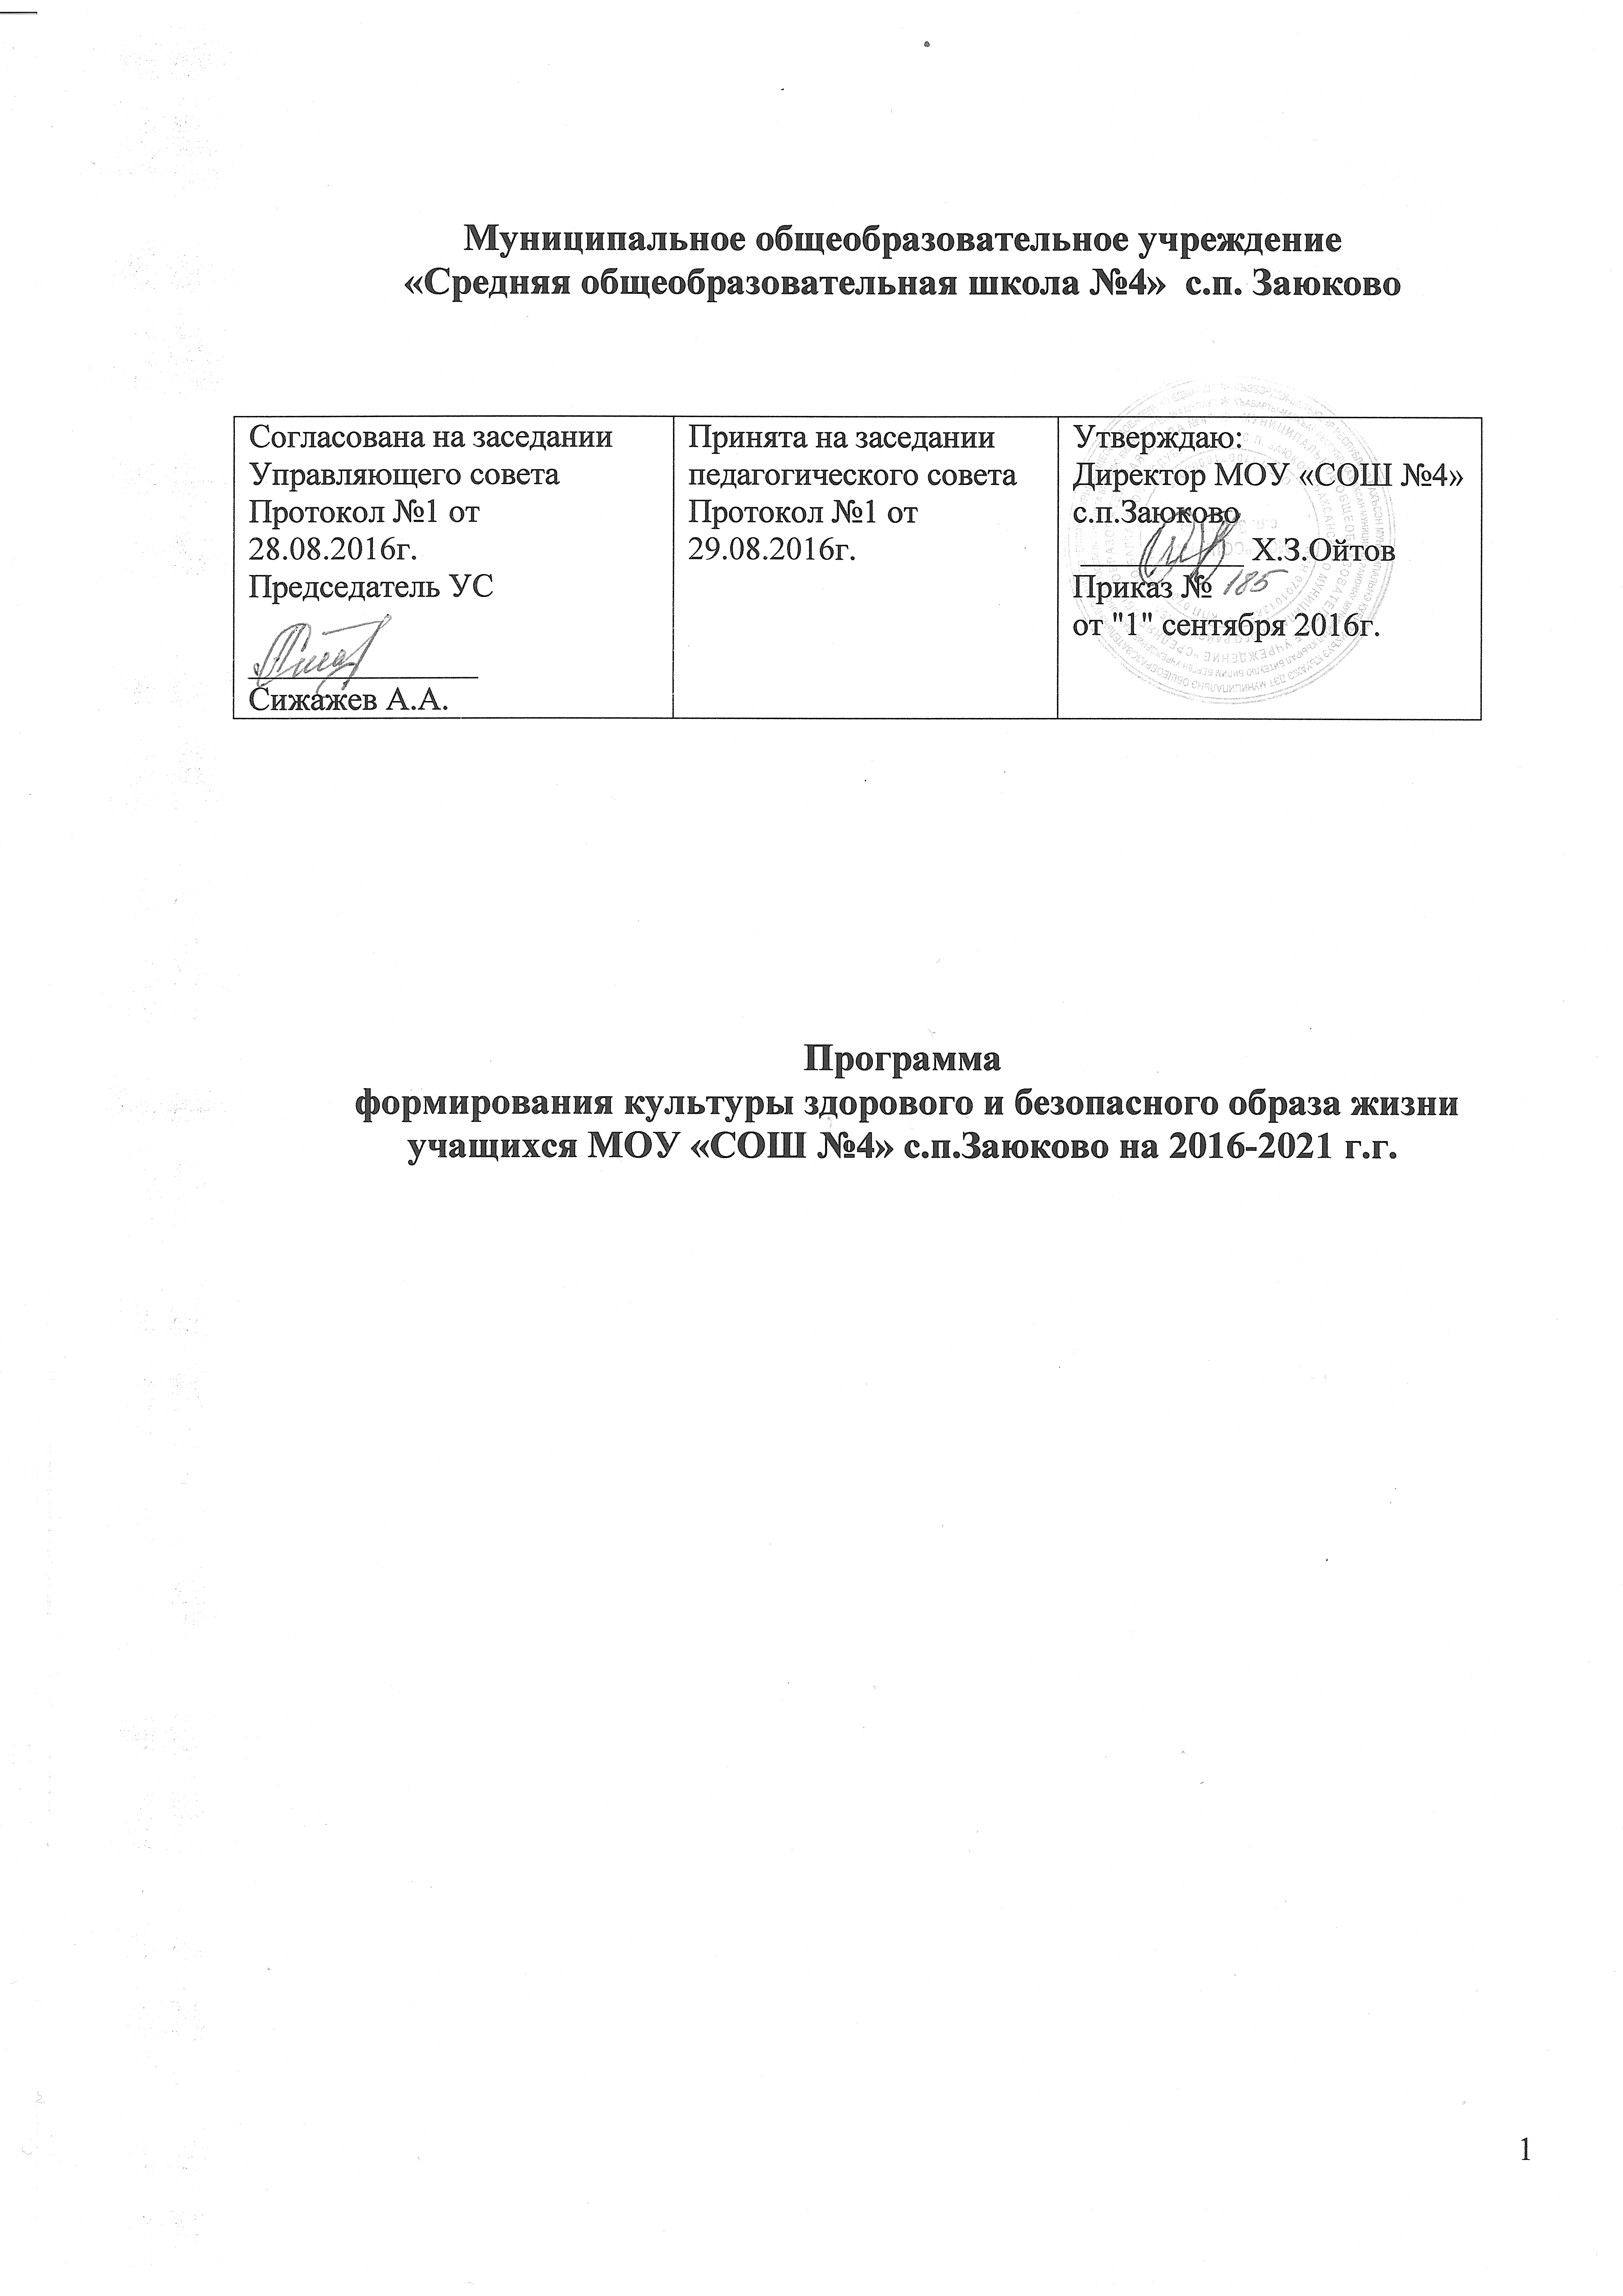 Муниципальное общеобразовательное учреждение
«Средняя общеобразовательная школа №4» с.п. Заюково
Согласована на заседании
Управляющего совета
Протокол №1 от
28.08.2016г.
Председатель УС
Сижажев А.А.
Принята на заседании
педагогического совета
Протокол №1 от
29.08.2016г.
Утверждаю:
Директор МОУ «СОШ №4»
с.п.Заюково
__________ Х.З.Ойтов
Приказ № 185
от "1" сентября 2016г.
Программа
формирования культуры здорового и безопасного образа жизни
учащихся МОУ «СОШ №4» с.п.Заюково на 2016-2021 г.г.
1